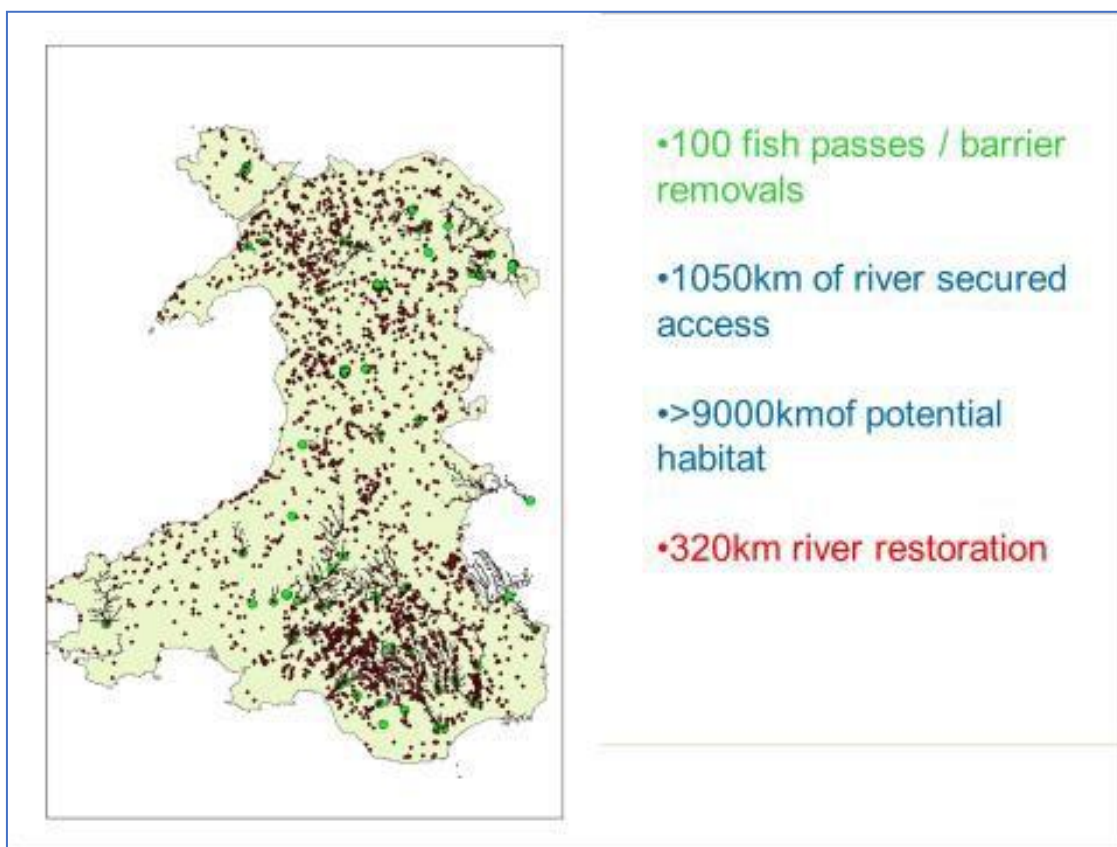 •100 fish passes / barrier
removals
•1050km of river secured
access
•>9000kmof potential
habitat
•320km river restoration